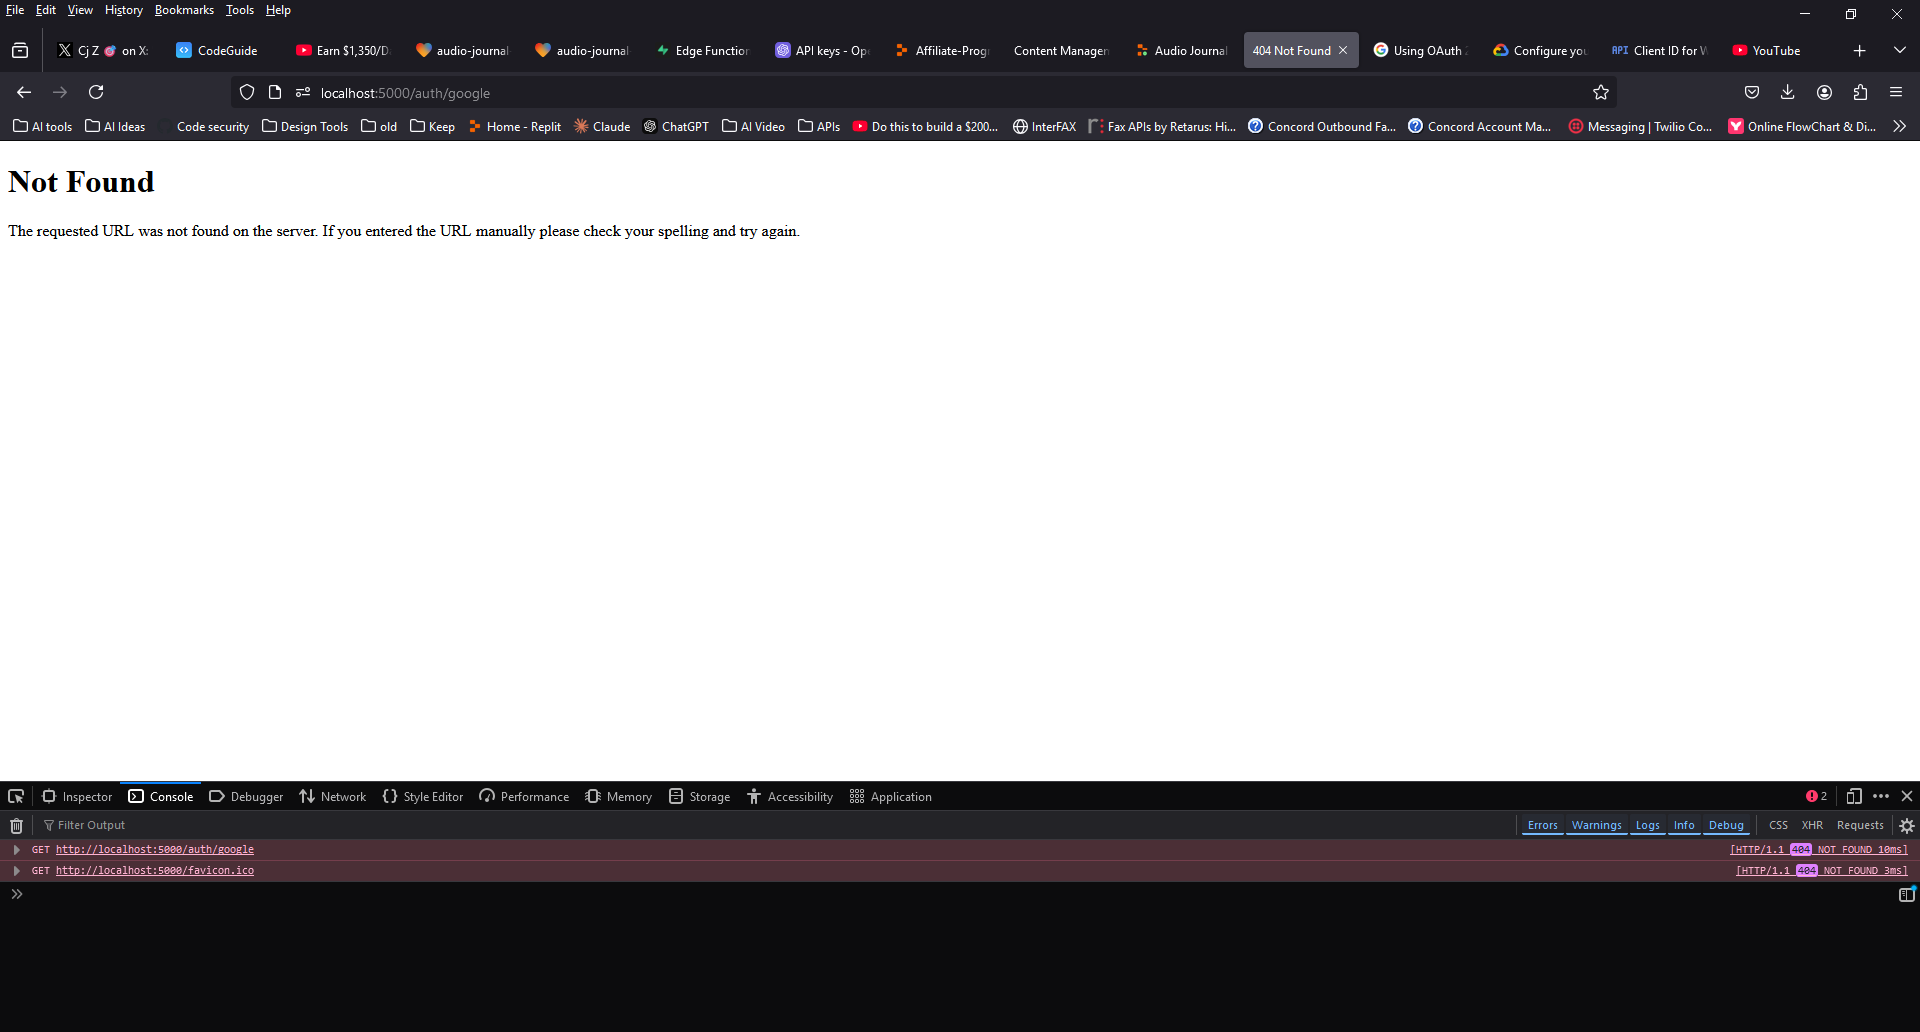 File Edit View History Bookmarks Tools Help
Cj Z on X: CodeGuide Earn $1,350/D audio-journal audio-journal Edge Function API keys - Ope Affiliate-Progr Content Managem Audio Journal 404 Not Found Using OAuth Configure you API Client ID for W YouTube
localhost:5000/auth/google
AI tools AI Ideas Code security Design Tools old Keep Home - Replit Claude ChatGPT AI Video APIs Do this to build a $200... InterFAX Fax APIs by Retarus: Hi... Concord Outbound Fa... Concord Account Ma... Messaging | Twilio Co... Online FlowChart & Di...
Not Found
The requested URL was not found on the server. If you entered the URL manually please check your spelling and try again.
Inspector Console Debugger Network Style Editor Performance Memory Storage Accessibility Application 2
Filter Output Errors Warnings Logs Info Debug CSS XHR Requests
GET http://localhost:5000/auth/google [HTTP/1.1 404 NOT FOUND 10ms]
GET http://localhost:5000/favicon.ico [HTTP/1.1 404 NOT FOUND 3ms]